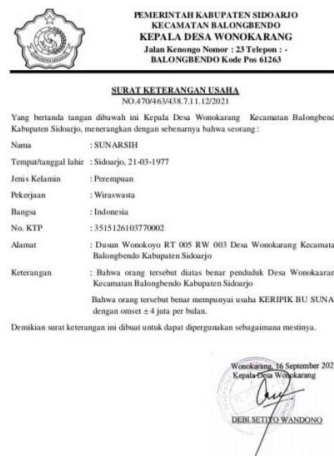 PEMERINTAH KABUPATEN SIDOARJO
KECAMATAN BALONGBENDO
KEPALA DESA WONOKARANG
Jalan Kenongo Nomor : 23 Telepon : -
BALONGBENDO Kode Pos 61263
SURAT KETERANGAN USAHA
NO.470/463/438.7.11.12/2021
Yang bertanda tangan dibawah ini Kepala Desa Wonokarang Kecamatan Balongbend
Kabupaten Sidoarjo, menerangkan dengan sebenarnya bahwa seorang :
Nama : SUNARSIH
Tempat/tanggal lahir : Sidoarjo, 21-03-1977
Jenis Kelamin : Perempuan
Pekerjaan : Wiraswasta
Bangsa : Indonesia
No. KTP : 3515126103770002
Alamat : Dusun Wonokoyo RT 005 RW 003 Desa Wonokarang Kecamata
Balongbendo Kabupaten Sidoarjo
Keterangan : Bahwa orang tersebut diatas benar penduduk Desa Wonokaaran
Kecamatan Balongbendo Kabupaten Sidoarjo
Bahwa orang tersebut benar mempunyai usaha KERIPIK BU SUNA
dengan omset ± 4 juta per bulan.
Demikian surat keterangan ini dibuat untuk dapat dipergunakan sebagaimana mestinya.
Wonokarang, 16 September 202
Kepala Desa Wonokarang
DEBI SETIYO WANDONO